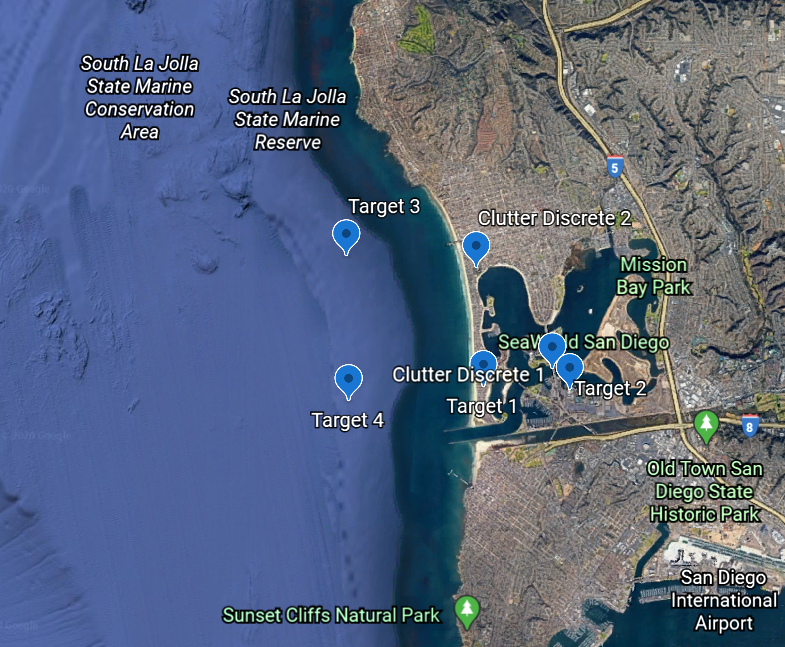 South La Jolla
State Marine
Conservation
Area
South La Jolla
State Marine
Reserve
5
Target 3
Clutter Discrete 2
Mission
Bay Park
SeaWorld San Diego
Clutter Discrete 1
Target 2
Target 1
Target 4
8
Old Town San
Diego State
Historic Park
San Diego
International
Airport
Sunset Cliffs Natural Park